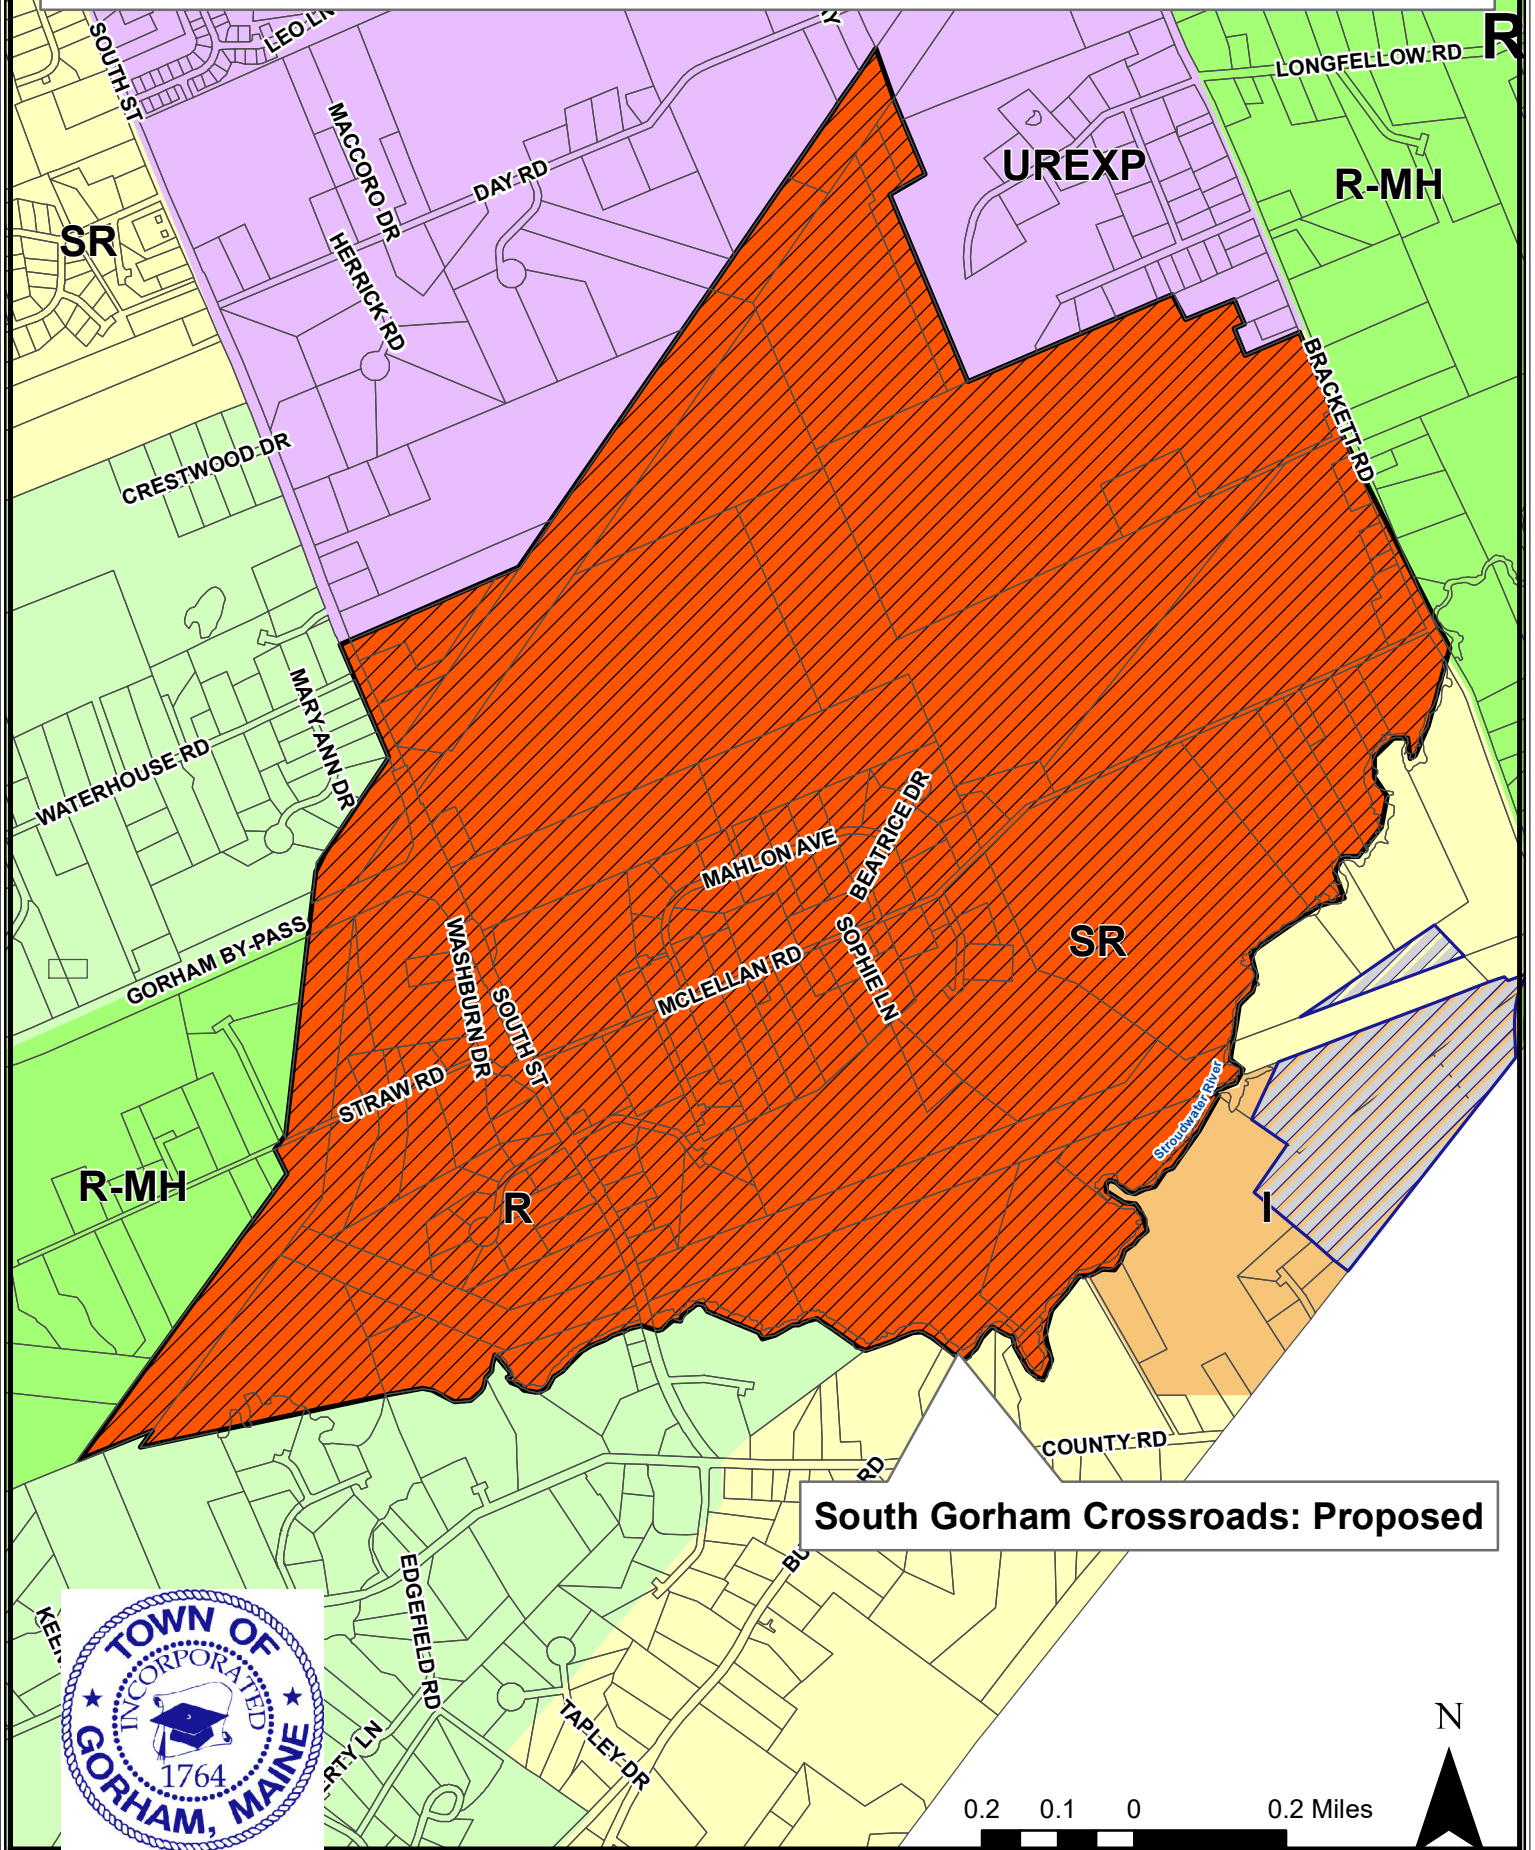 SOUTH ST
LEO LN
R
LONGFELLOW RD
MACCORO DR
UREXP
R-MH
DAY RD
SR
HERRICK RD
BRACKETT RD
CRESTWOOD DR
MARY ANN DR
WATERHOUSE RD
BEATRICE DR
MAHLON AVE
GORHAM BY-PASS
WASHBURN DR
SOPHIE LN
SR
MCLELLAN RD
SOUTH ST
STRAW RD
Stroudwater River
R-MH
R
I
COUNTY RD
RD
South Gorham Crossroads: Proposed
EDGEFIELD RD
TOWN OF
INCORPORATED
1764
GORHAM, MAINE
TAPLEY DR
N
0.2 0.1 0 0.2 Miles